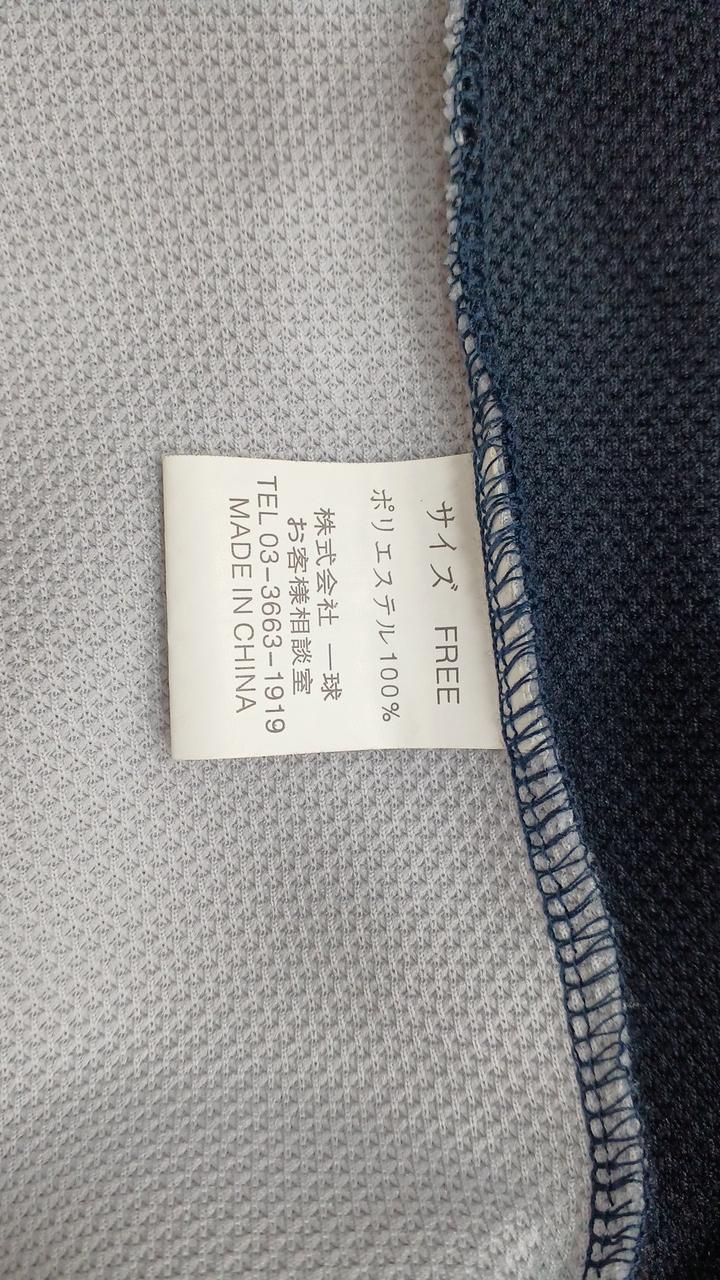 サイズ FREE
ポリエステル100%
株式会社 一球
お客様相談室
TEL 03-3663-1919
MADE IN CHINA